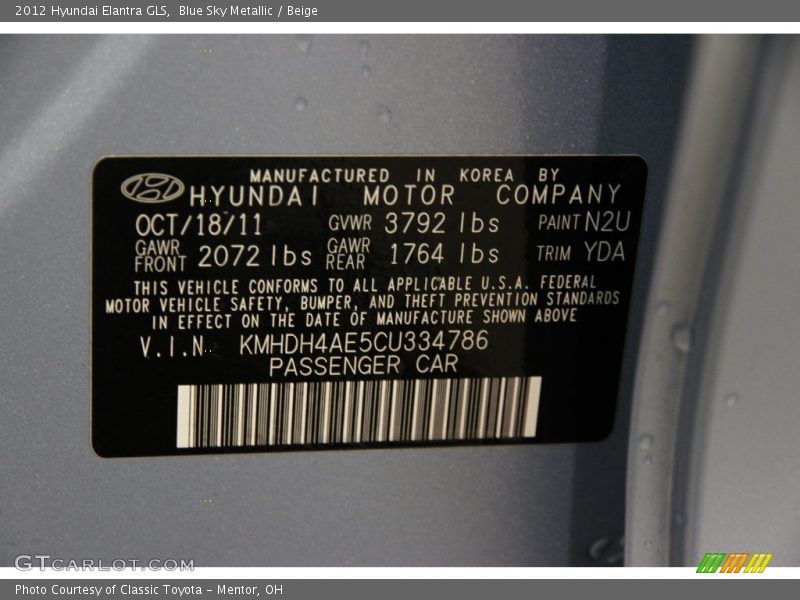 2012 Hyundai Elantra GLS,  Blue Sky Metallic / Beige
MANUFACTURED IN KOREA BY
HYUNDAI MOTOR COMPANY
OCT/18/11 GVWR 3792 lbs PAINT N2U
GAWR FRONT 2072 lbs GAWR REAR 1764 lbs TRIM YDA
THIS VEHICLE CONFORMS TO ALL APPLICABLE U.S.A. FEDERAL
MOTOR VEHICLE SAFETY, BUMPER, AND THEFT PREVENTION STANDARDS
IN EFFECT ON THE DATE OF MANUFACTURE SHOWN ABOVE
V.I.N. KMHDH4AE5CU334786
PASSENGER CAR
GTCARLOT.COM
Photo Courtesy of Classic Toyota - Mentor, OH